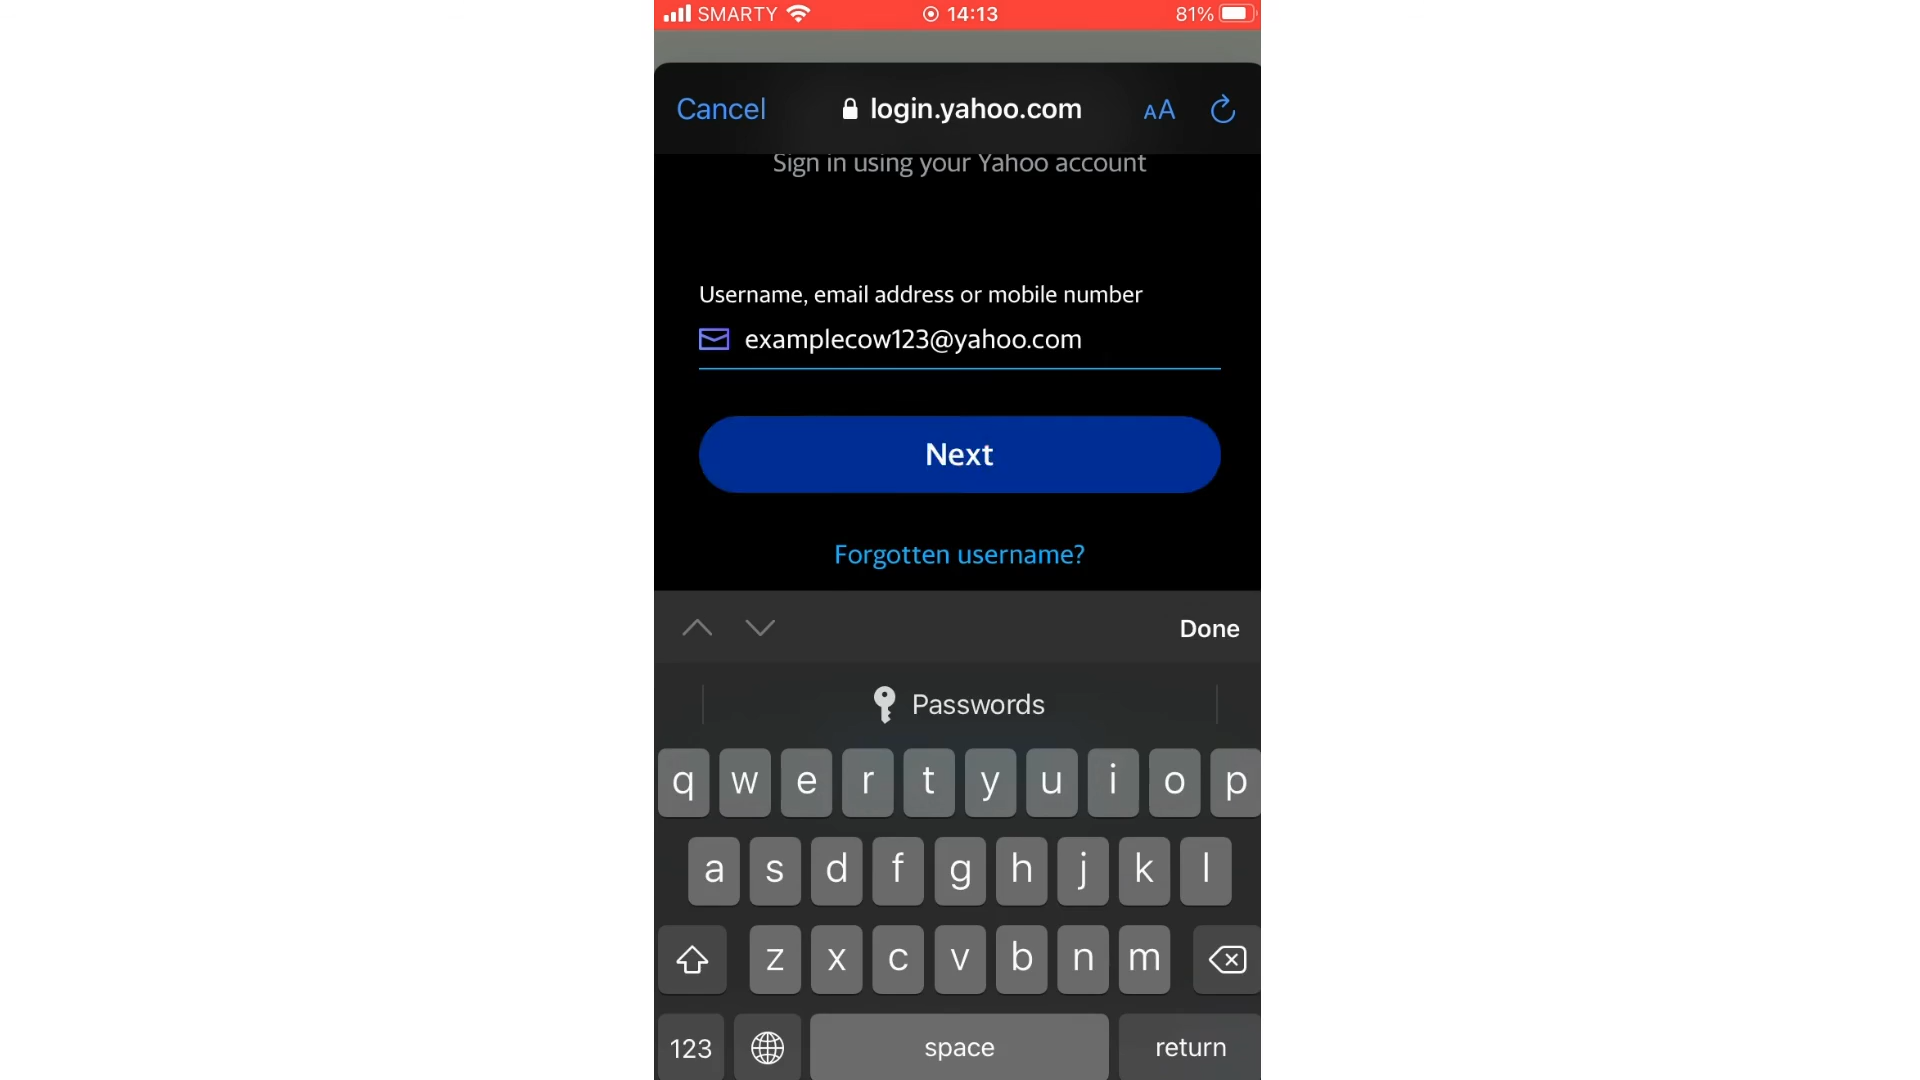 SMARTY 14:13 81%
Cancel login.yahoo.com AA
Sign in using your Yahoo account
Username, email address or mobile number
examplecow123@yahoo.com
Next
Forgotten username?
Done
Passwords
q w e r t y u i o p
a s d f g h j k l
z x c v b n m
123 space return